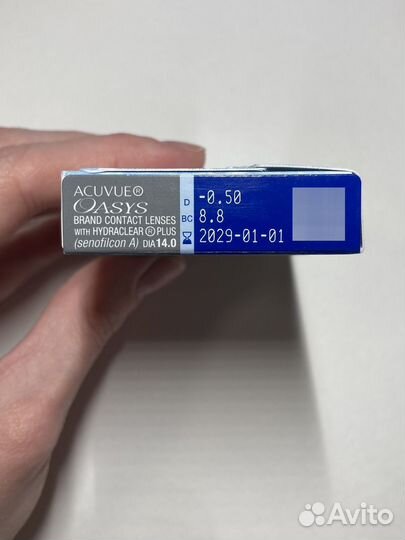 ACUVUE®
OASYS
BRAND CONTACT LENSES
WITH HYDRACLEAR® PLUS
(senofilcon A) DIA14.0
D -0.50
BC 8.8
2029-01-01
Avito